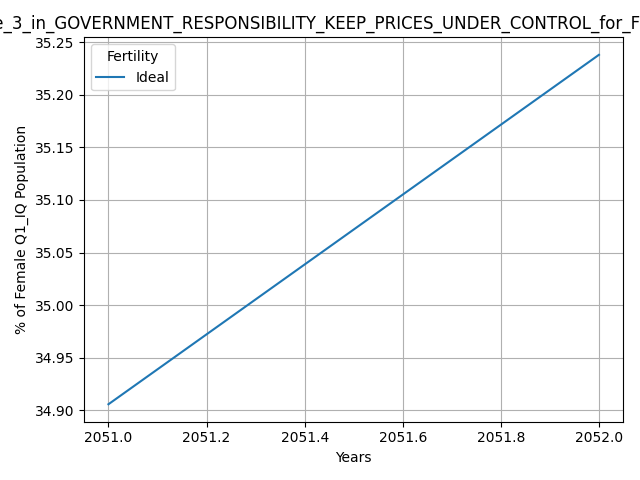 e_3_in_GOVERNMENT_RESPONSIBILITY_KEEP_PRICES_UNDER_CONTROL_for_F
Fertility
Ideal
35.25
35.20
35.15
35.10
35.05
35.00
34.95
34.90
% of Female Q1_IQ Population
2051.0 2051.2 2051.4 2051.6 2051.8 2052.0
Years